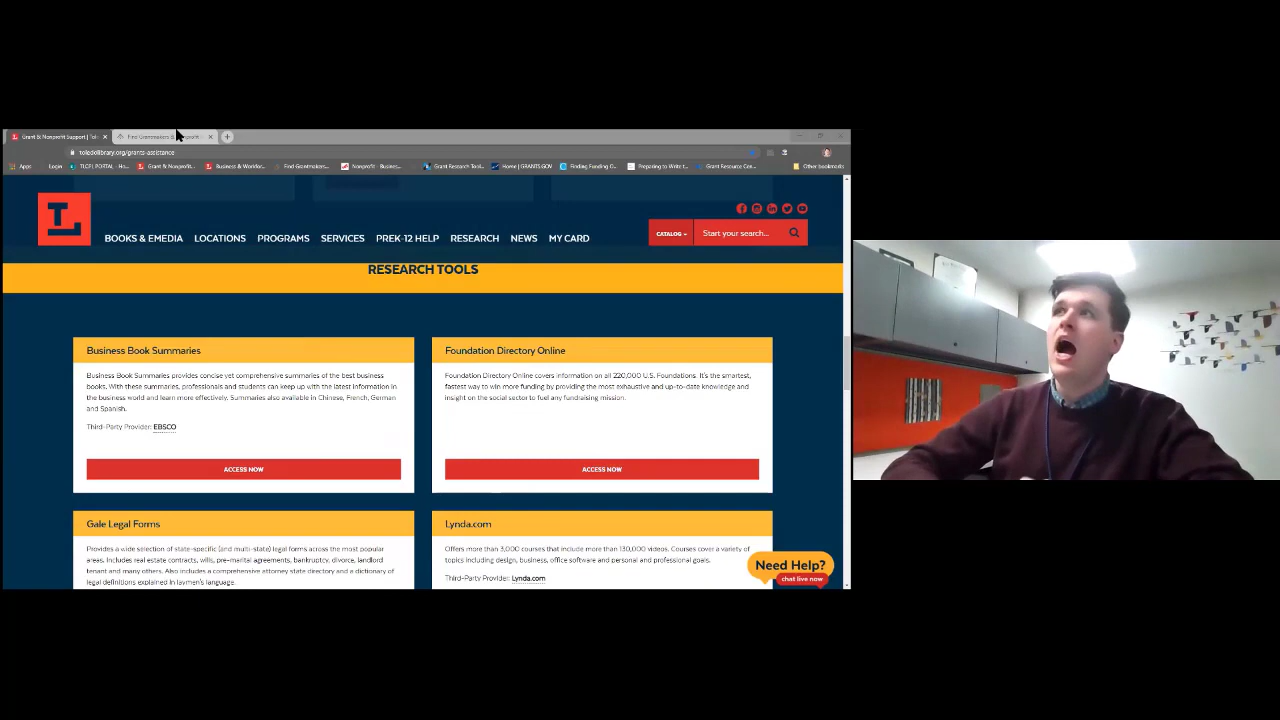 Grant & Nonprofit Support | Tol
Find Grantmakers & Nonprofit
toledolibrary.org/grants-assistance
Apps
Login
TLCPL PORTAL - Ho...
Grant & Nonprofit...
Business & Workfor...
Find Grantmakers...
Nonprofit - Busines...
Grant Research Tool...
Home | GRANTS.GOV
Finding Funding O...
Preparing to Write t...
Grant Resource Cen...
Other bookmarks
BOOKS & EMEDIA
LOCATIONS
PROGRAMS
SERVICES
PREK-12 HELP
RESEARCH
NEWS
MY CARD
CATALOG
Start your search...
RESEARCH TOOLS
Business Book Summaries
Business Book Summaries provides concise yet comprehensive summaries of the best business
books. With these summaries, professionals and students can keep up with the latest information in
the business world and learn more effectively. Summaries also available in Chinese, French, German
and Spanish.
Third-Party Provider: EBSCO
ACCESS NOW
Foundation Directory Online
Foundation Directory Online covers information on all 220,000 U.S. Foundations. It's the smartest,
fastest way to win more funding by providing the most exhaustive and up-to-date knowledge and
insight on the social sector to fuel any fundraising mission.
ACCESS NOW
Gale Legal Forms
Provides a wide selection of state-specific (and multi-state) legal forms across the most popular
areas. Includes real estate contracts, wills, pre-marital agreements, bankruptcy, divorce, landlord
tenant and many others. Also includes a comprehensive attorney state directory and a dictionary of
legal definitions explained in laymen's language.
Lynda.com
Offers more than 3,000 courses that include more than 130,000 videos. Courses cover a variety of
topics including design, business, office software and personal and professional goals.
Third-Party Provider: Lynda.com
Need Help?
chat live now